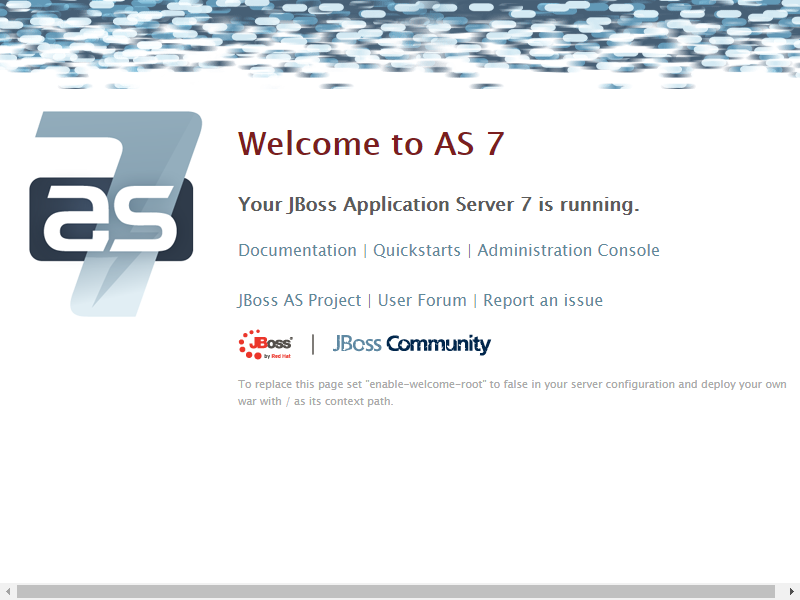 7
as
Welcome to AS 7
Your JBoss Application Server 7 is running.
Documentation | Quickstarts | Administration Console
JBoss AS Project | User Forum | Report an issue
JBoss by Red Hat | JBoss Community
To replace this page set "enable-welcome-root" to false in your server configuration and deploy your own
war with / as its context path.